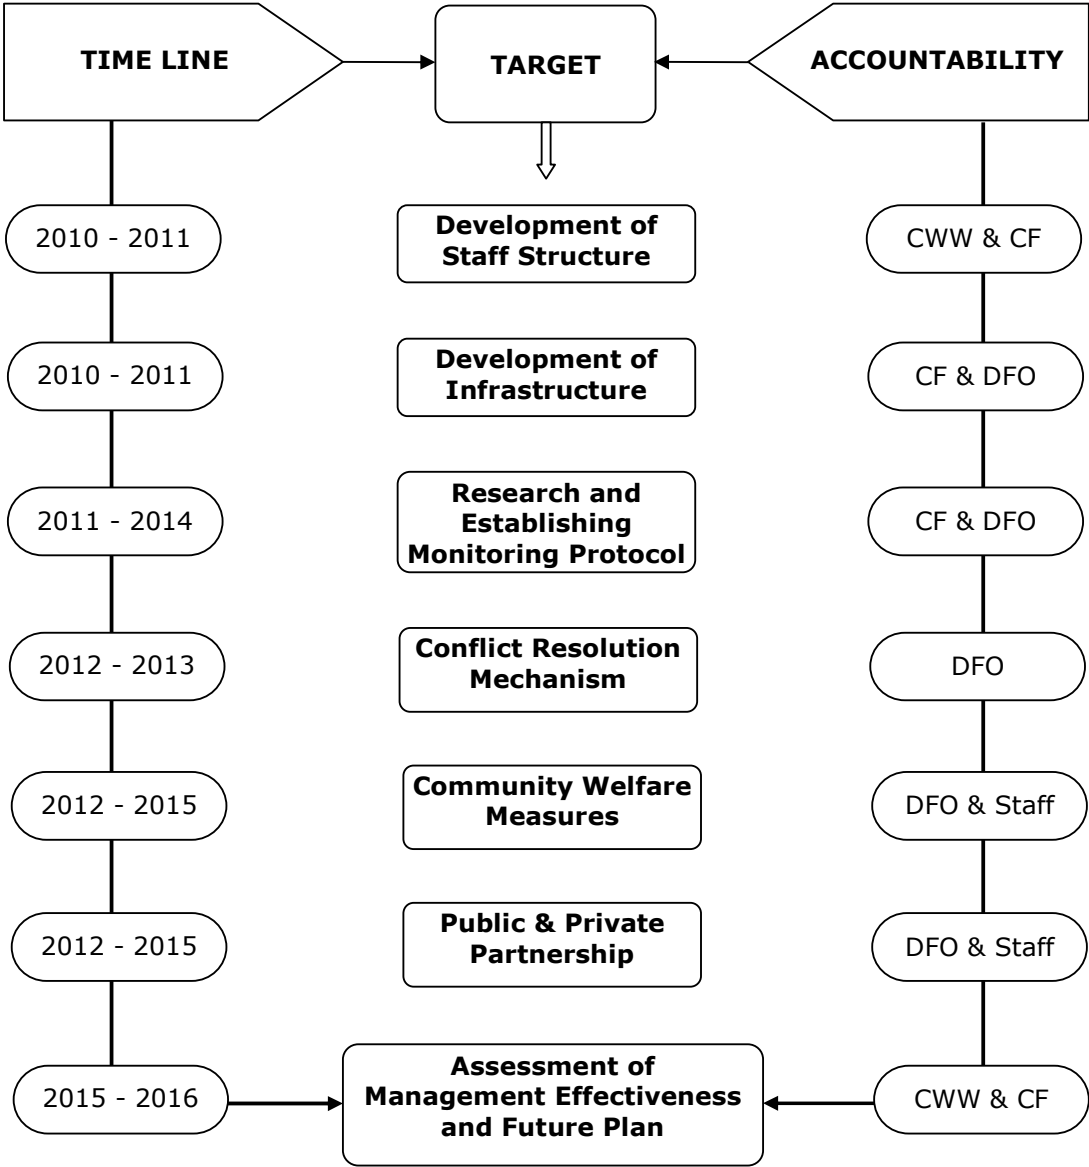 TIME LINE
TARGET
ACCOUNTABILITY
2010 - 2011
Development of
Staff Structure
CWW & CF
2010 - 2011
Development of
Infrastructure
CF & DFO
2011 - 2014
Research and
Establishing
Monitoring Protocol
CF & DFO
2012 - 2013
Conflict Resolution
Mechanism
DFO
2012 - 2015
Community Welfare
Measures
DFO & Staff
2012 - 2015
Public & Private
Partnership
DFO & Staff
2015 - 2016
Assessment of
Management Effectiveness
and Future Plan
CWW & CF